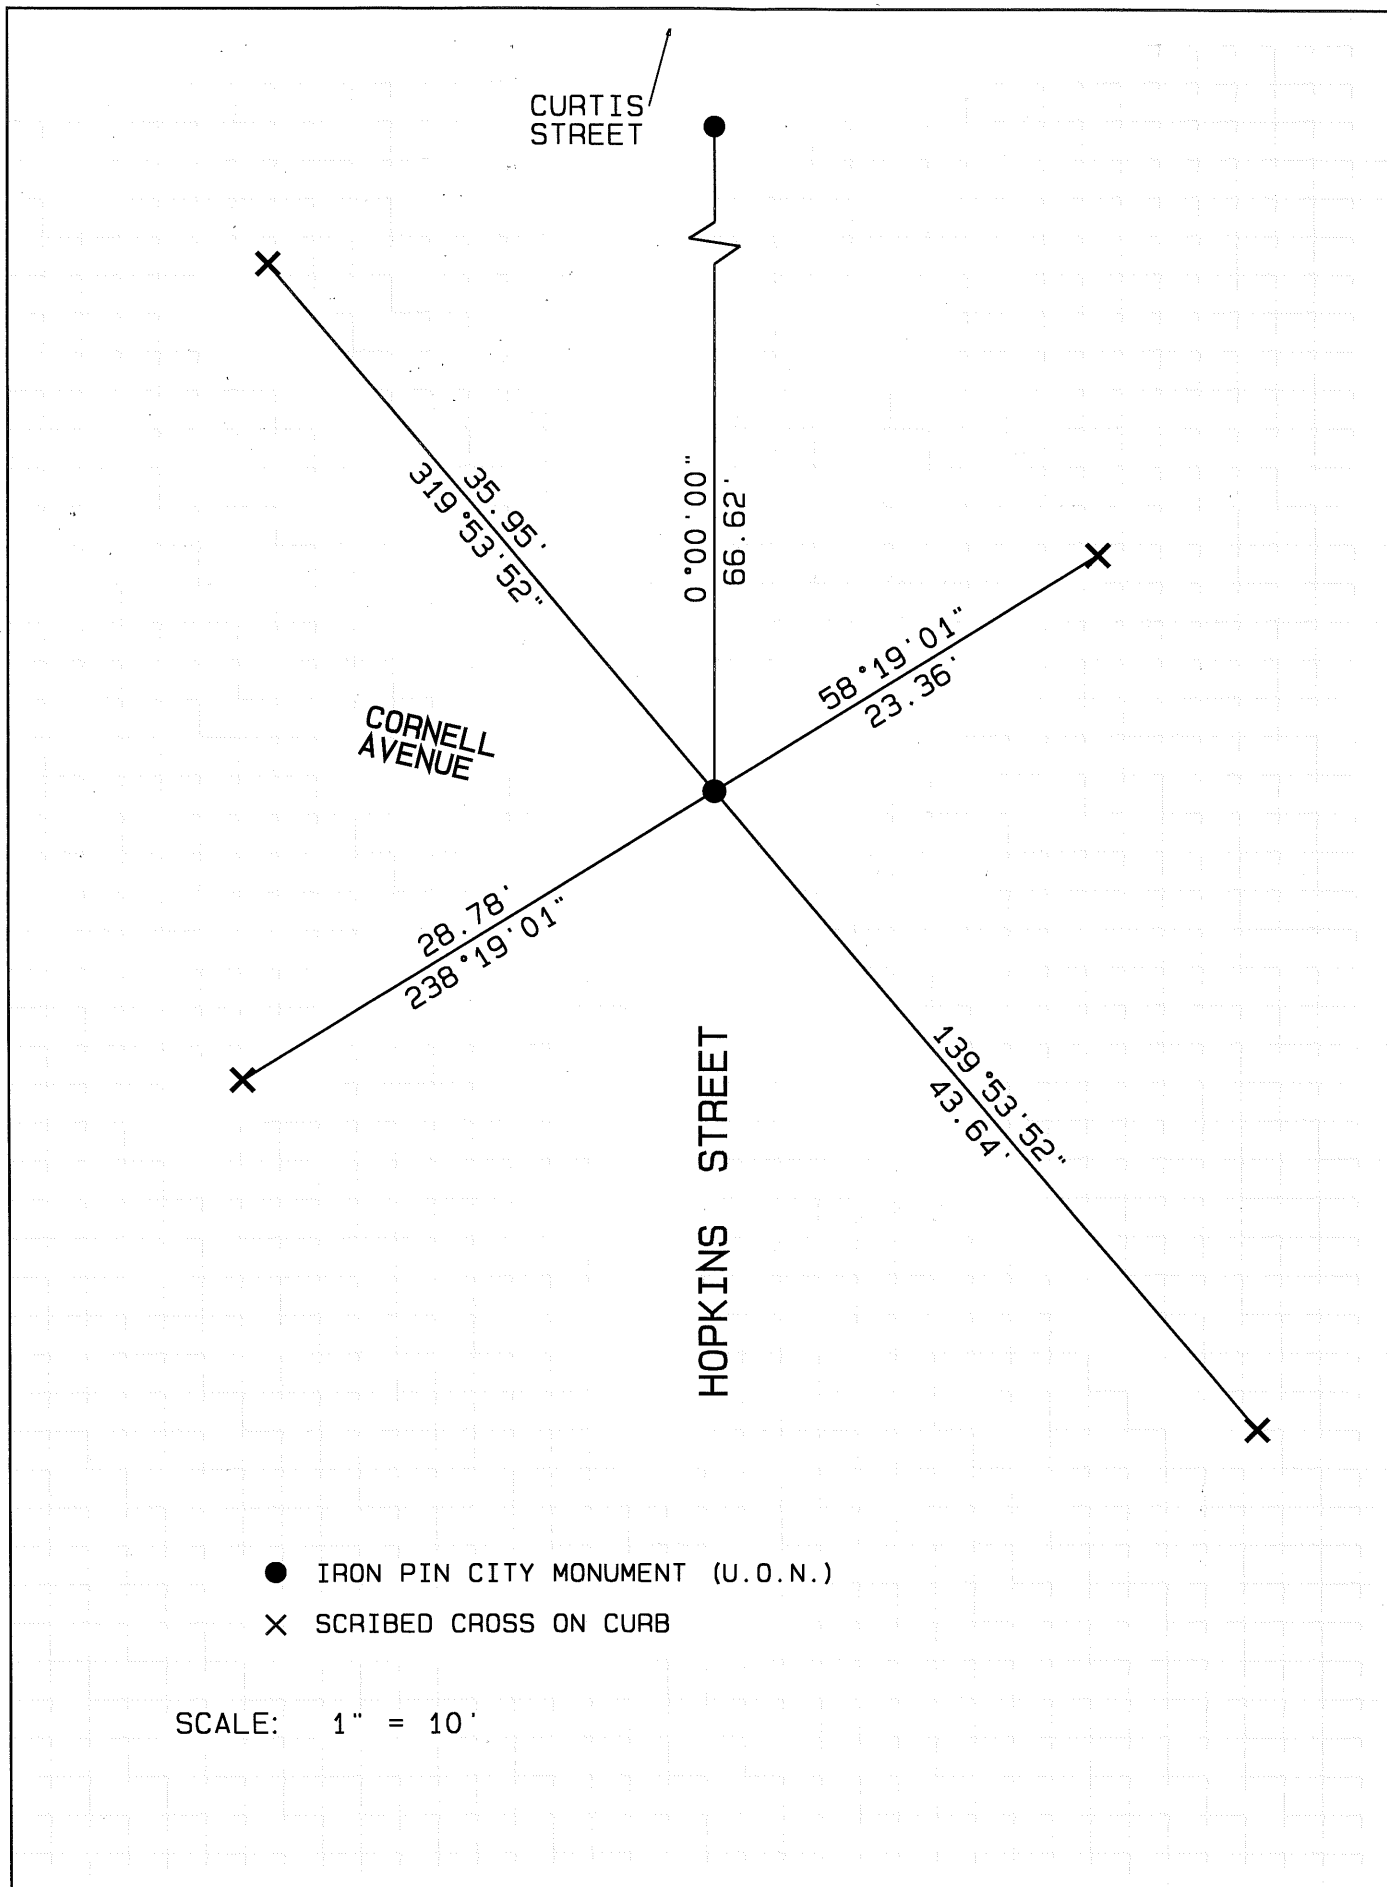 CURTIS
STREET
35.95'
319°53'52"
0°00'00"
66.62'
58°19'01"
23.36'
CORNELL
AVENUE
28.78'
238°19'01"
139°53'52"
43.64'
HOPKINS STREET
IRON PIN CITY MONUMENT (U.O.N.)
SCRIBED CROSS ON CURB
SCALE: 1" = 10'